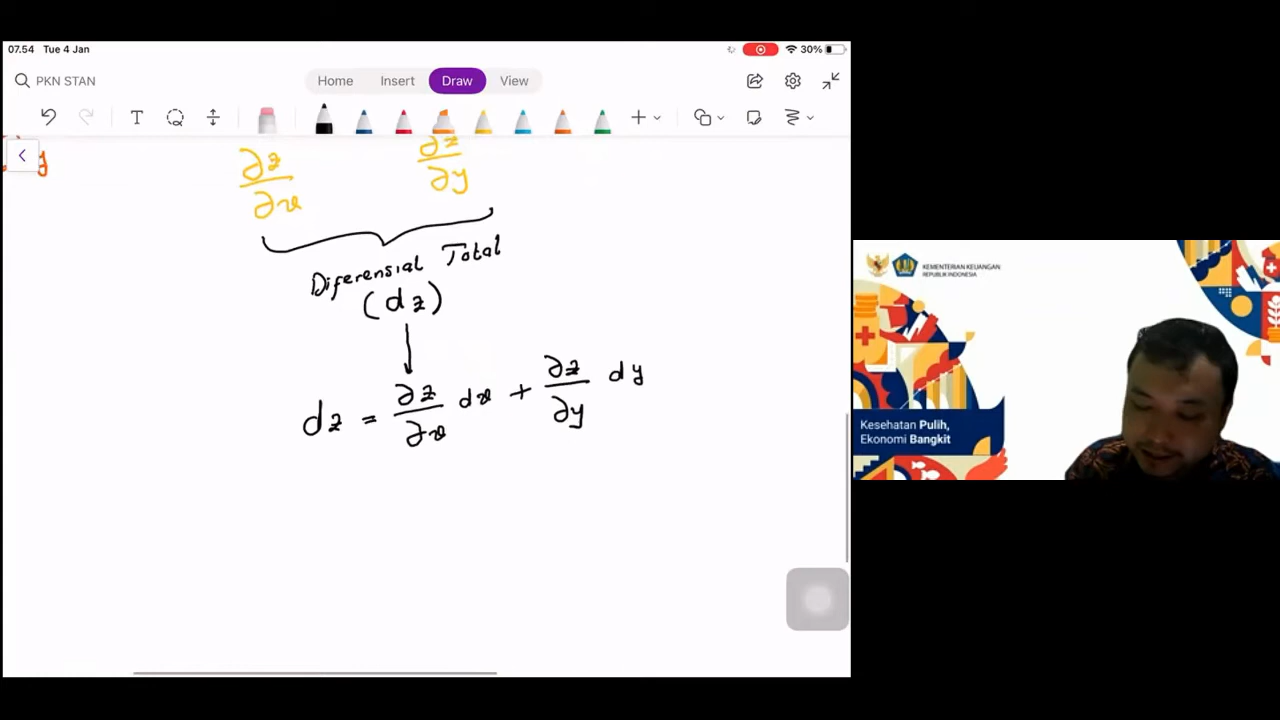 07.54 Tue 4 Jan
30%
PKN STAN
Home Insert Draw View
y
∂z/∂x ∂z/∂y
Diferensial Total
(dz)
dz = ∂z/∂x dx + ∂z/∂y dy
KEMENTERIAN KEUANGAN
REPUBLIK INDONESIA
Kesehatan Pulih,
Ekonomi Bangkit